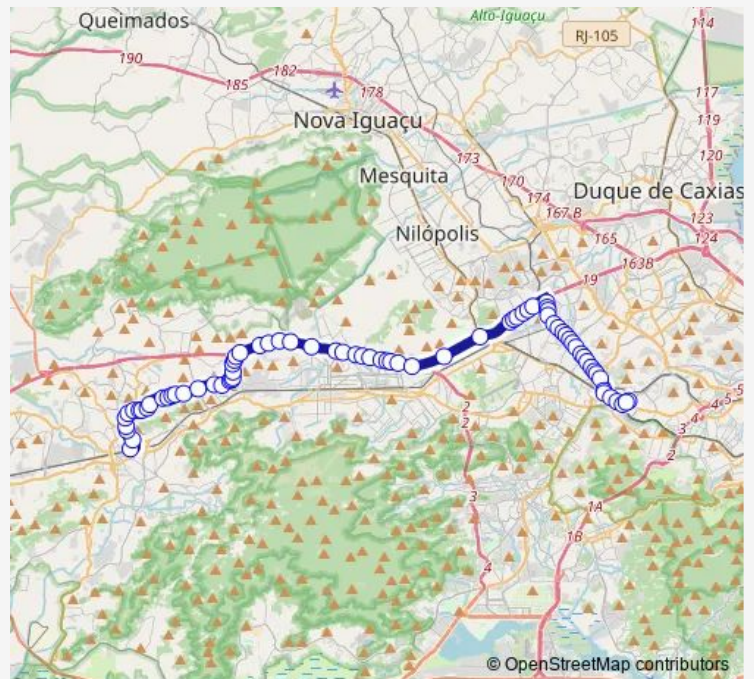 Queimados
Alto-Iguaçu
RJ-105
114
190
185
182
178
117
119
120
Nova Iguaçu
173
170
174
Mesquita
Duque de Caxias
167 B
165
163B
123
124
Nilópolis
19
2
2
3
4
5
5
4
3
2
1A
1B
4
© OpenStreetMap contributors